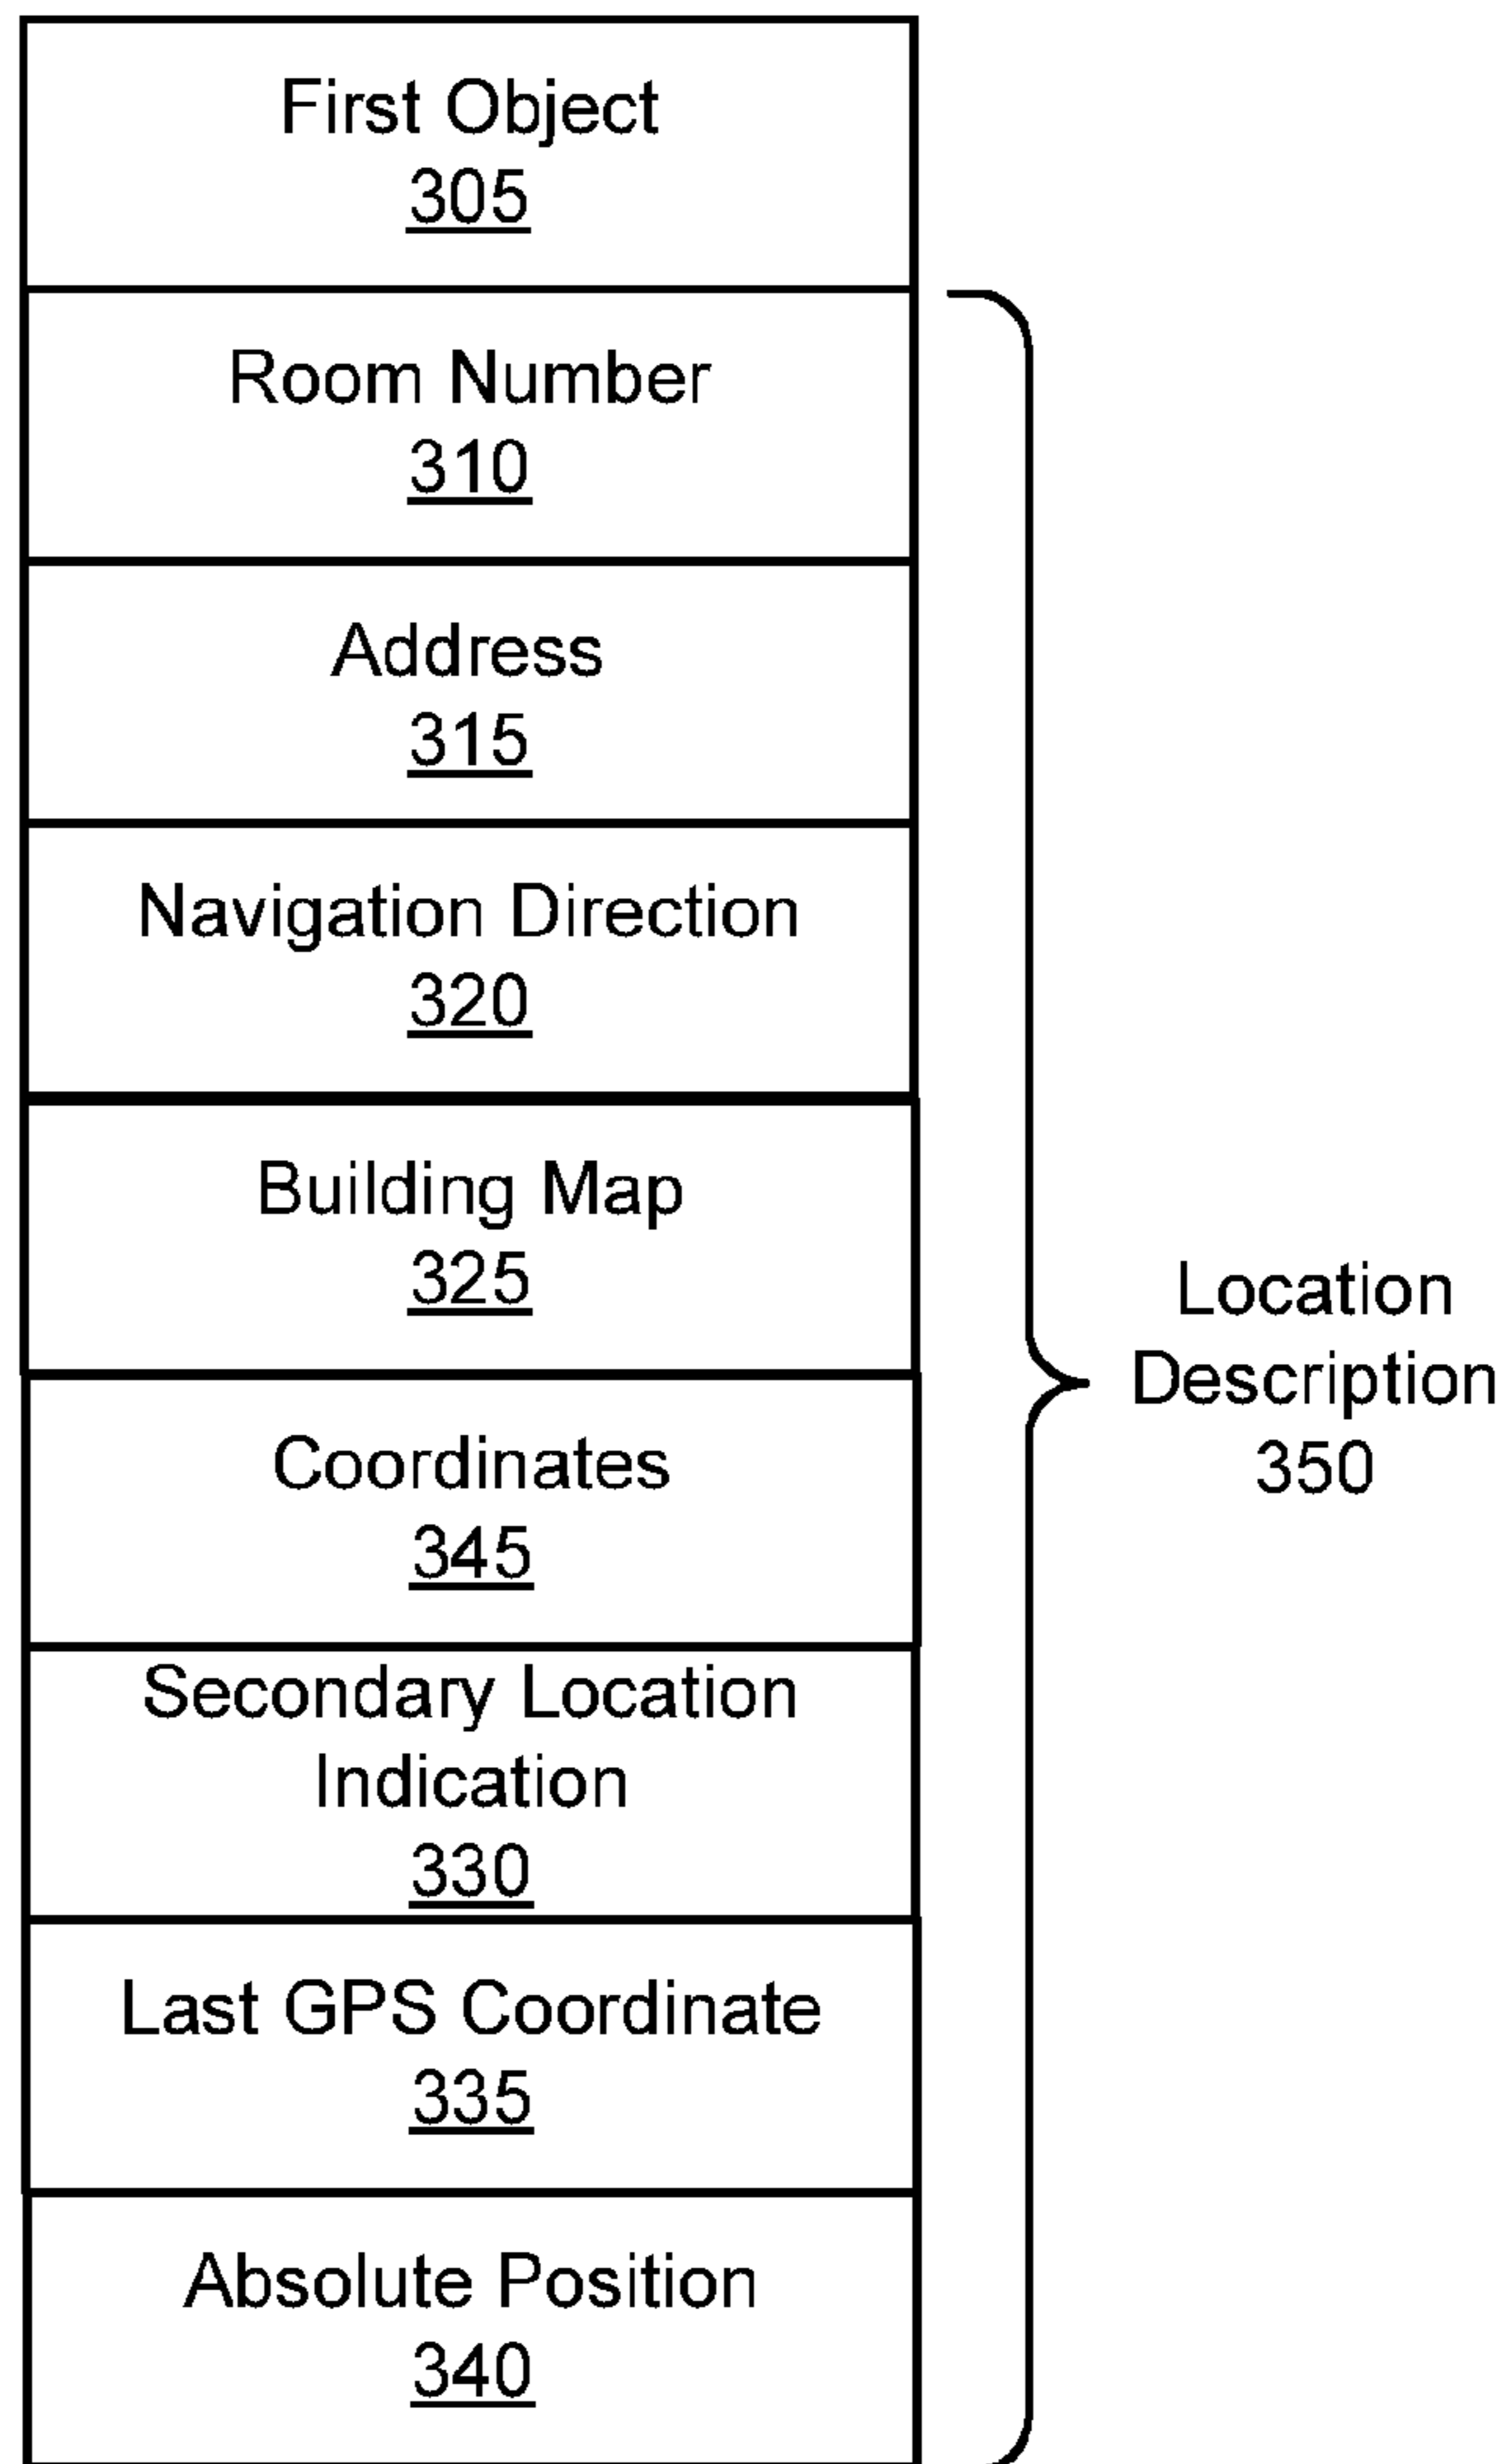 First Object
305
Room Number
310
Address
315
Navigation Direction
320
Building Map
325
Coordinates
345
Secondary Location
Indication
330
Last GPS Coordinate
335
Absolute Position
340
Location
Description
350